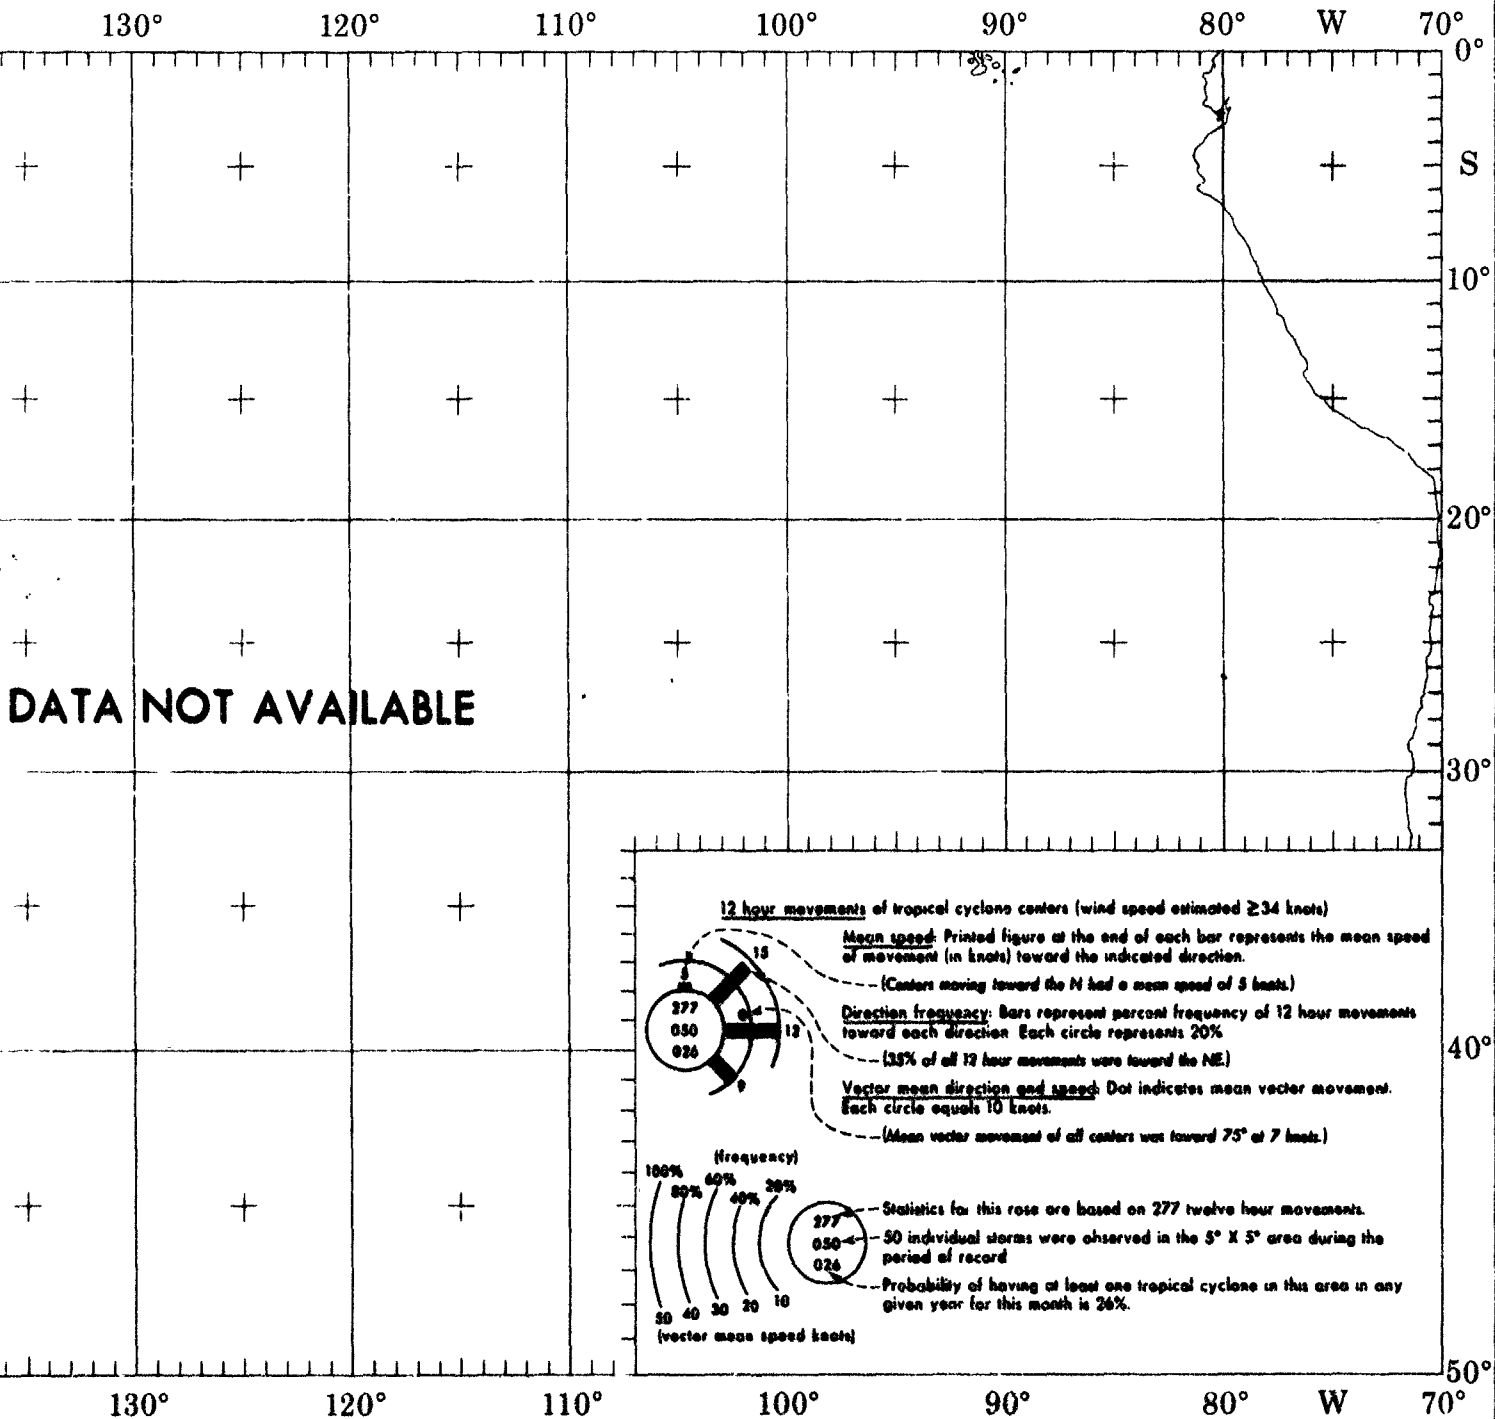 130° 120° 110° 100° 90° 80° W 70°
0°
S
10°
20°
DATA NOT AVAILABLE
30°
12 hour movements of tropical cyclone centers (wind speed estimated ≥34 knots)
Mean speed: Printed figure at the end of each bar represents the mean speed
of movement (in knots) toward the indicated direction.
(Centers moving toward the N had a mean speed of 5 knots.)
Direction frequency: Bars represent percent frequency of 12 hour movements
toward each direction Each circle represents 20%
(35% of all 12 hour movements were toward the NE.)
Vector mean direction and speed: Dot indicates mean vector movement.
Each circle equals 10 knots.
(Mean vector movement of all centers was toward 75° at 7 knots.)
15
5
277
050
026
13
9
40°
(frequency)
100% 80% 60% 40% 20%
50 40 30 20 10
(vector mean speed knots)
277
050
026
Statistics for this rose are based on 277 twelve hour movements.
50 individual storms were observed in the 5° X 5° area during the
period of record
Probability of having at least one tropical cyclone in this area in any
given year for this month is 26%.
50°
130° 120° 110° 100° 90° 80° W 70°